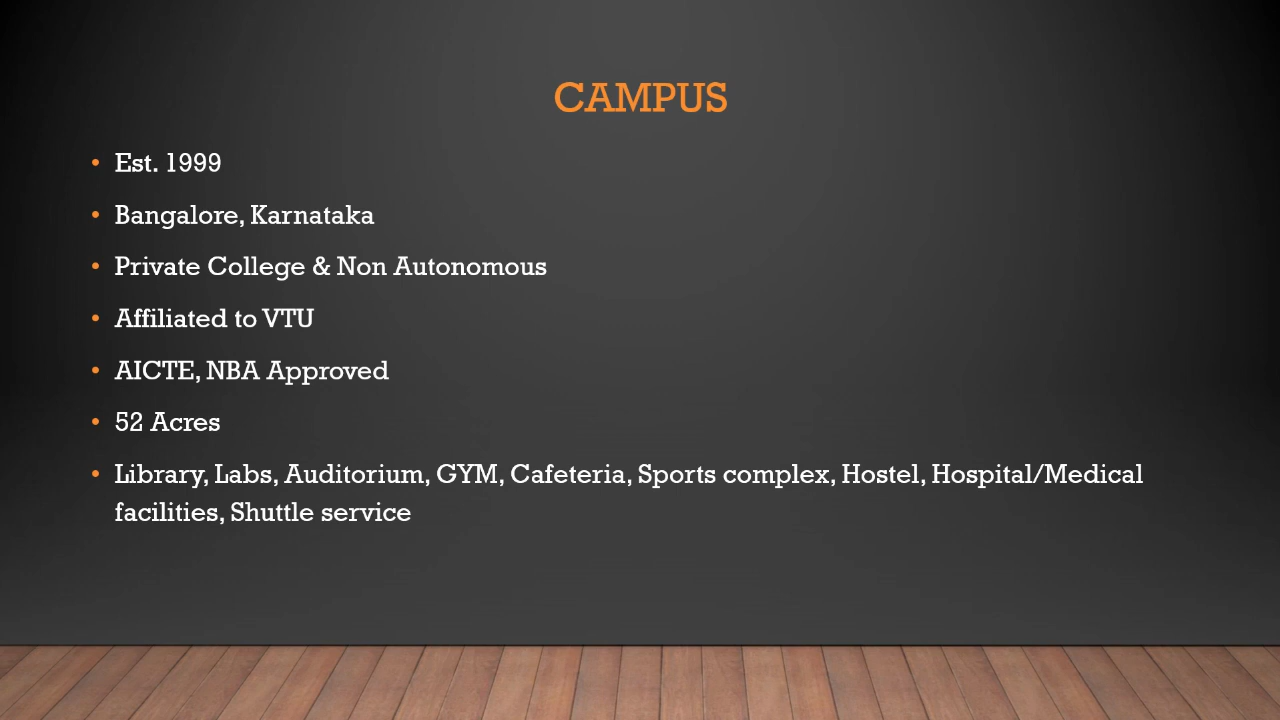 CAMPUS
• Est. 1999
• Bangalore, Karnataka
• Private College & Non Autonomous
• Affiliated to VTU
• AICTE, NBA Approved
• 52 Acres
• Library, Labs, Auditorium, GYM, Cafeteria, Sports complex, Hostel, Hospital/Medical
facilities, Shuttle service